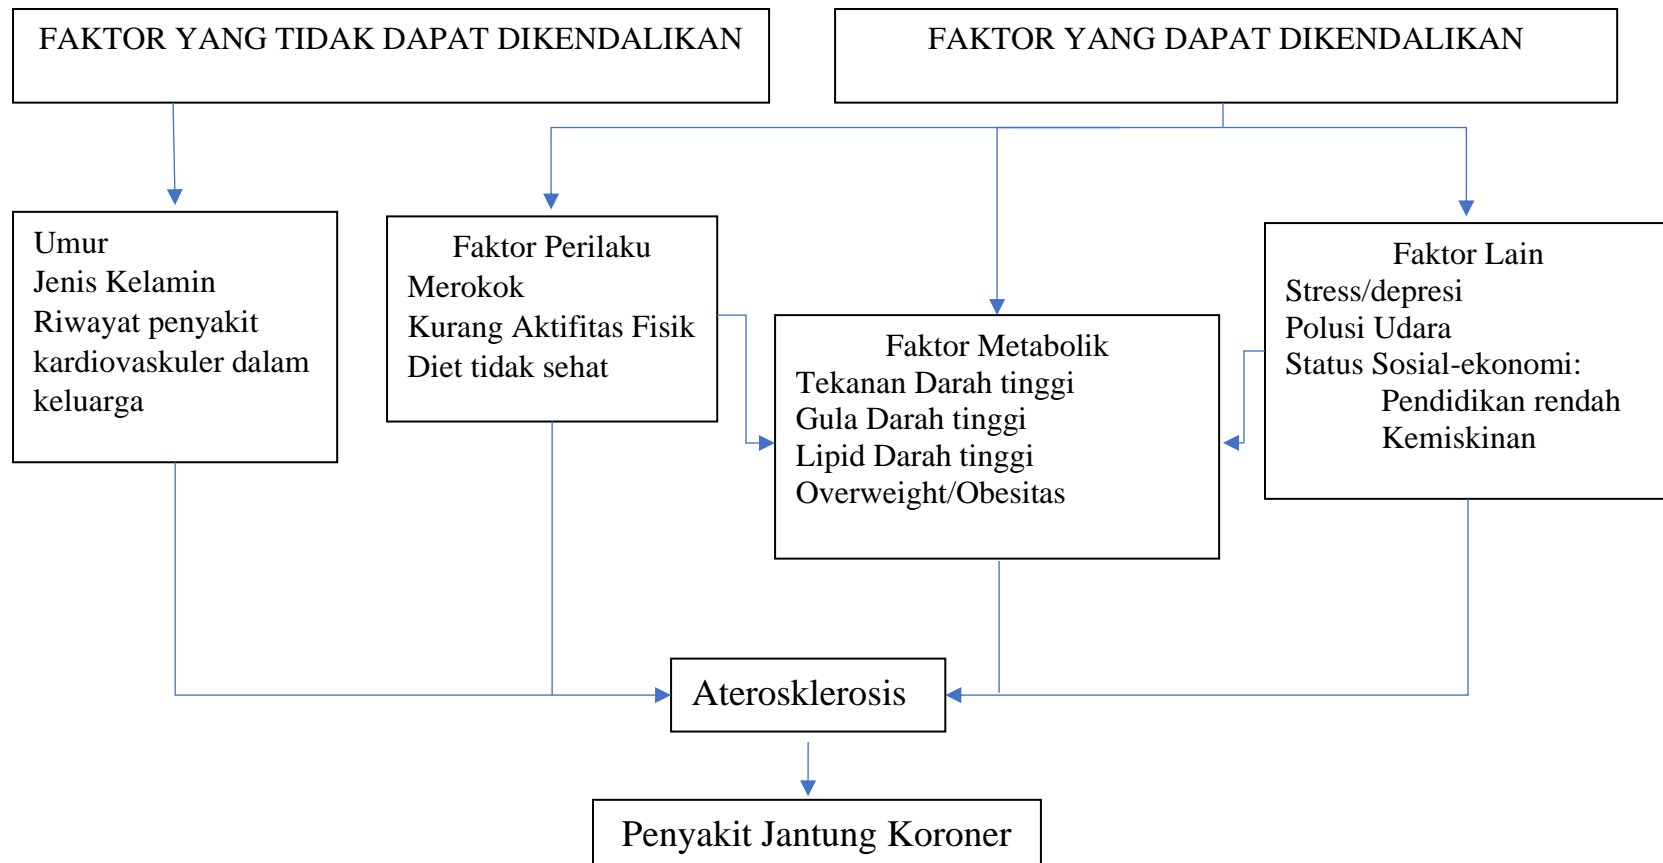 FAKTOR YANG TIDAK DAPAT DIKENDALIKAN
FAKTOR YANG DAPAT DIKENDALIKAN
Umur
Jenis Kelamin
Riwayat penyakit
kardiovaskuler dalam
keluarga
Faktor Perilaku
Merokok
Kurang Aktifitas Fisik
Diet tidak sehat
Faktor Metabolik
Tekanan Darah tinggi
Gula Darah tinggi
Lipid Darah tinggi
Overweight/Obesitas
Faktor Lain
Stress/depresi
Polusi Udara
Status Sosial-ekonomi:
Pendidikan rendah
Kemiskinan
Aterosklerosis
Penyakit Jantung Koroner